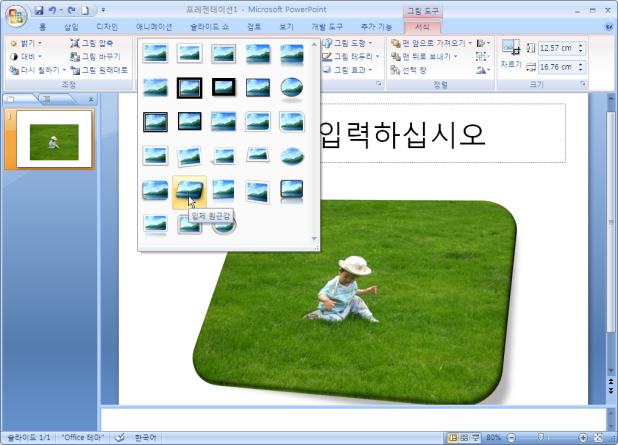 프레젠테이션1 - Microsoft PowerPoint
그림 도구
홈 삽입 디자인 애니메이션 슬라이드 쇼 검토 보기 개발 도구 추가 기능 서식
밝기 그림 압축 그림 도형 맨 앞으로 가져오기 12.57 cm
대비 그림 바꾸기 그림 테두리 맨 뒤로 보내기 자르기 16.76 cm
다시 칠하기 그림 원래대로 그림 효과 선택 창
조정 정렬 크기
1
입력하십시오
입체 원근감
슬라이드 1/1 "Office 테마" 한국어 80%